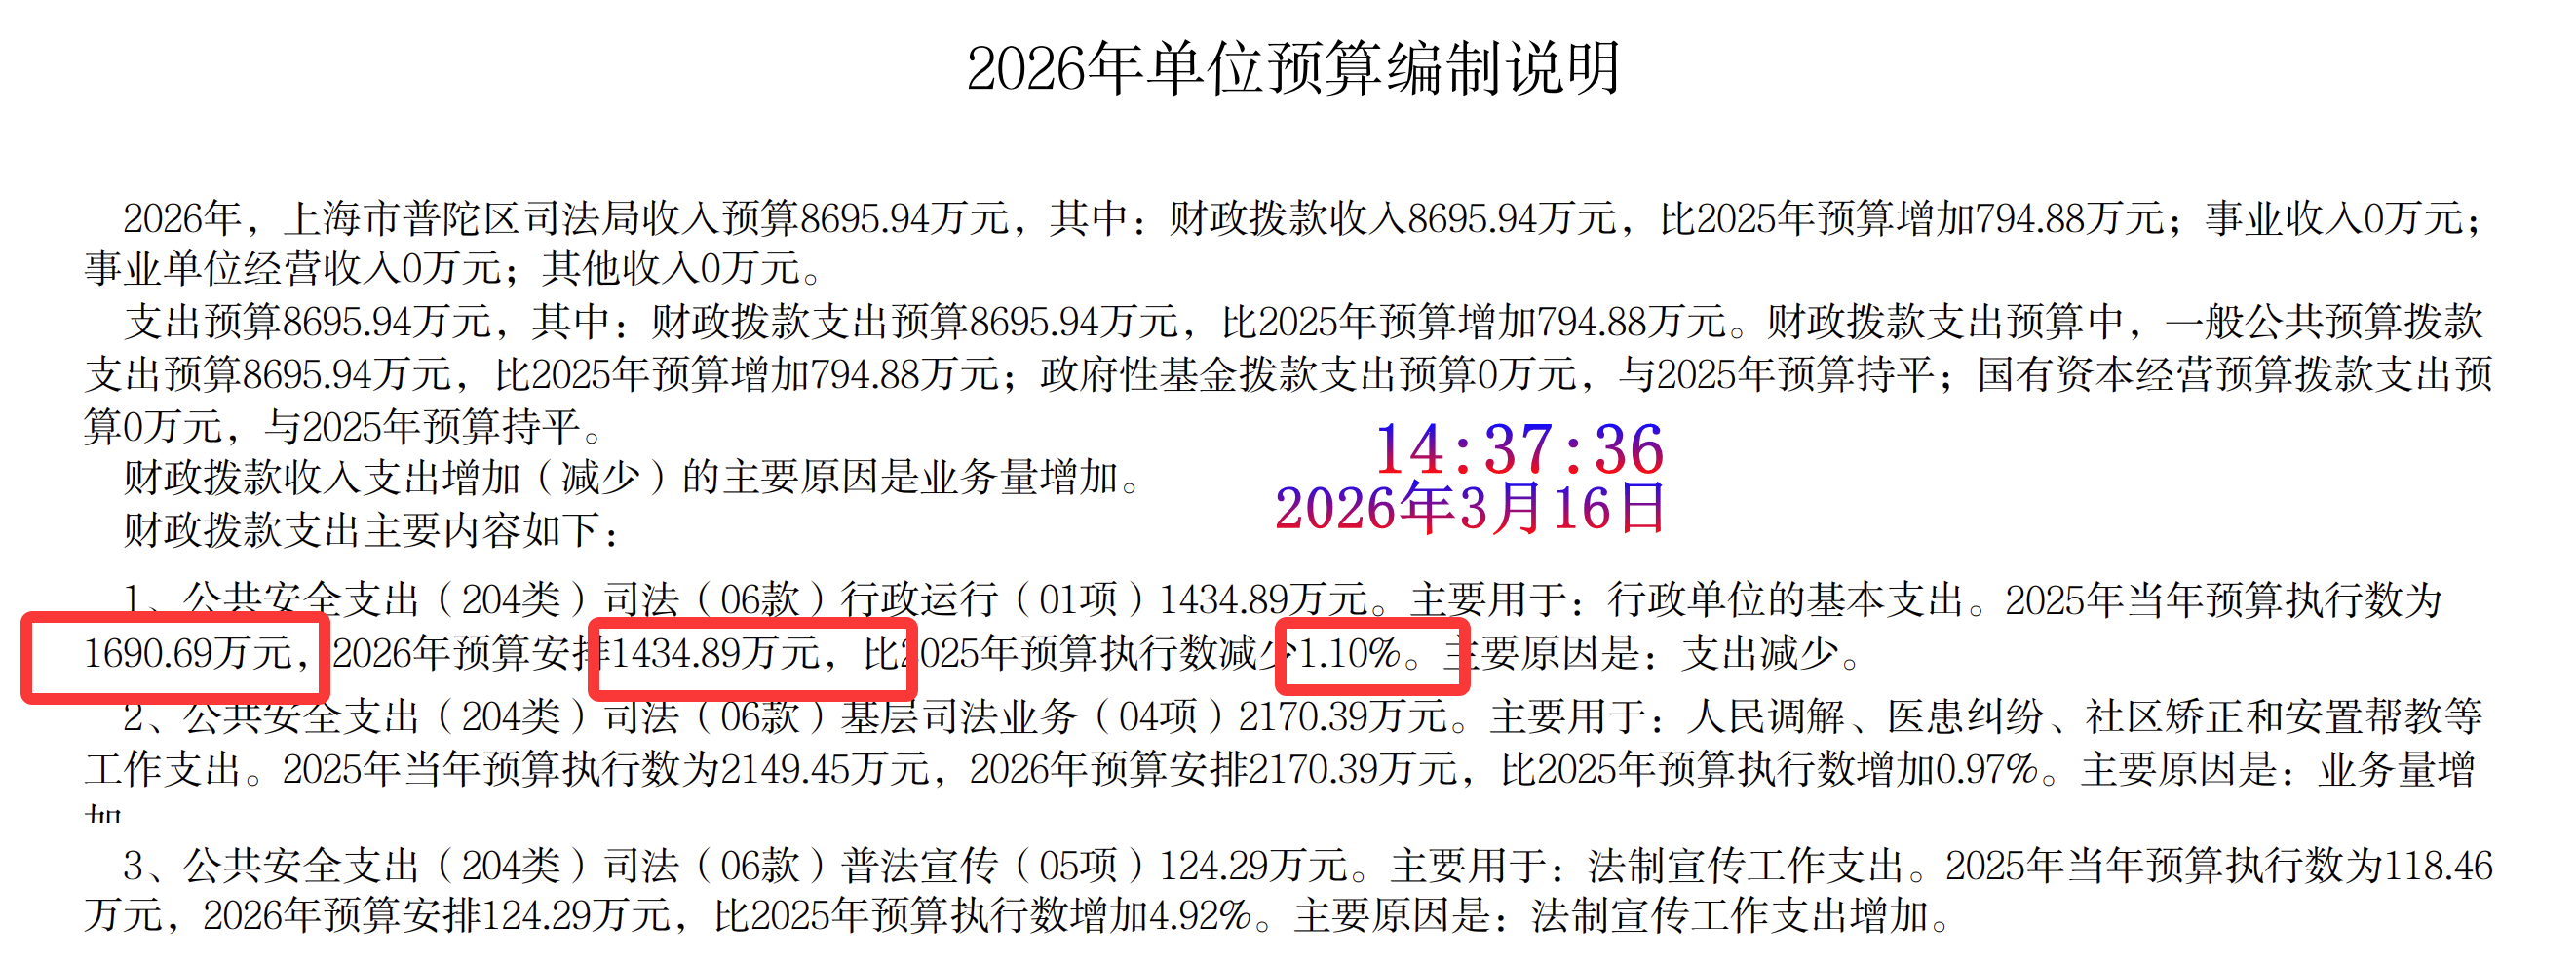 2026年单位预算编制说明
2026年，上海市普陀区司法局收入预算8695.94万元，其中：财政拨款收入8695.94万元，比2025年预算增加794.88万元；事业收入0万元；
事业单位经营收入0万元；其他收入0万元。
支出预算8695.94万元，其中：财政拨款支出预算8695.94万元，比2025年预算增加794.88万元。财政拨款支出预算中，一般公共预算拨款
支出预算8695.94万元，比2025年预算增加794.88万元；政府性基金拨款支出预算0万元，与2025年预算持平；国有资本经营预算拨款支出预
算0万元，与2025年预算持平。
财政拨款收入支出增加（减少）的主要原因是业务量增加。
财政拨款支出主要内容如下：
14:37:36
2026年3月16日
1、公共安全支出（204类）司法（06款）行政运行（01项）1434.89万元。主要用于：行政单位的基本支出。2025年当年预算执行数为
1690.69万元，2026年预算安排1434.89万元，比2025年预算执行数减少1.10%。主要原因是：支出减少。
2、公共安全支出（204类）司法（06款）基层司法业务（04项）2170.39万元。主要用于：人民调解、医患纠纷、社区矫正和安置帮教等
工作支出。2025年当年预算执行数为2149.45万元，2026年预算安排2170.39万元，比2025年预算执行数增加0.97%。主要原因是：业务量增
加
3、公共安全支出（204类）司法（06款）普法宣传（05项）124.29万元。主要用于：法制宣传工作支出。2025年当年预算执行数为118.46
万元，2026年预算安排124.29万元，比2025年预算执行数增加4.92%。主要原因是：法制宣传工作支出增加。